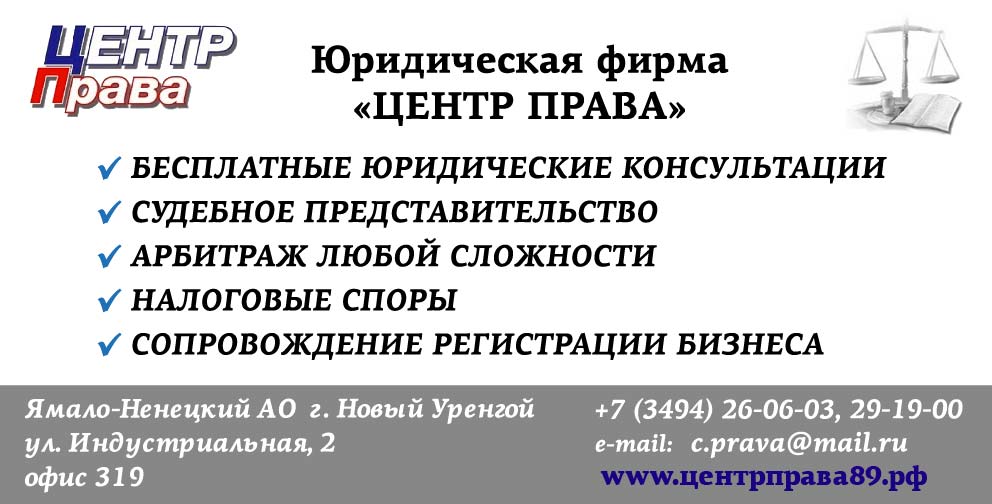 ЦЕНТР
Права
Юридическая фирма
«ЦЕНТР ПРАВА»
БЕСПЛАТНЫЕ ЮРИДИЧЕСКИЕ КОНСУЛЬТАЦИИ
СУДЕБНОЕ ПРЕДСТАВИТЕЛЬСТВО
АРБИТРАЖ ЛЮБОЙ СЛОЖНОСТИ
НАЛОГОВЫЕ СПОРЫ
СОПРОВОЖДЕНИЕ РЕГИСТРАЦИИ БИЗНЕСА
Ямало-Ненецкий АО г. Новый Уренгой
ул. Индустриальная, 2
офис 319
+7 (3494) 26-06-03, 29-19-00
e-mail: c.prava@mail.ru
www.центрправа89.рф